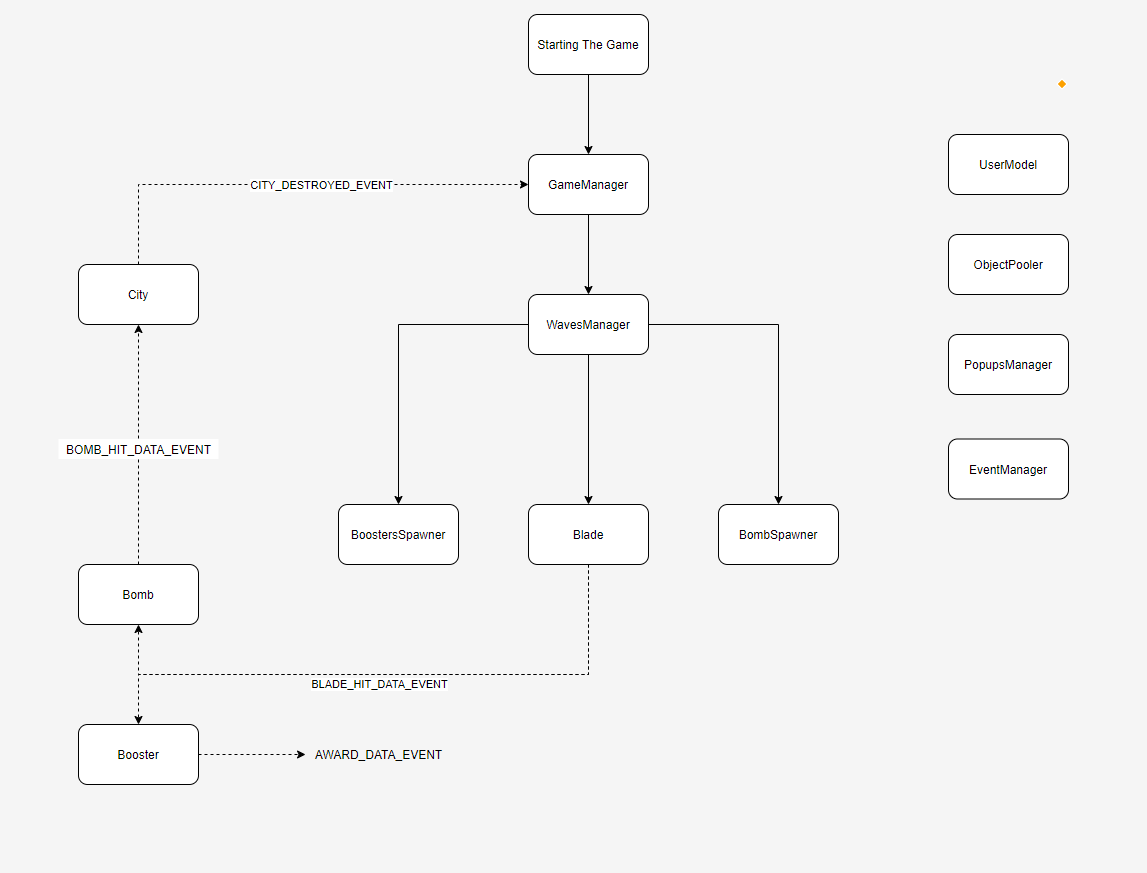 Starting The Game
UserModel
CITY_DESTROYED_EVENT
GameManager
ObjectPooler
City
WavesManager
PopupsManager
BOMB_HIT_DATA_EVENT
EventManager
BoostersSpawner
Blade
BombSpawner
Bomb
BLADE_HIT_DATA_EVENT
Booster
AWARD_DATA_EVENT